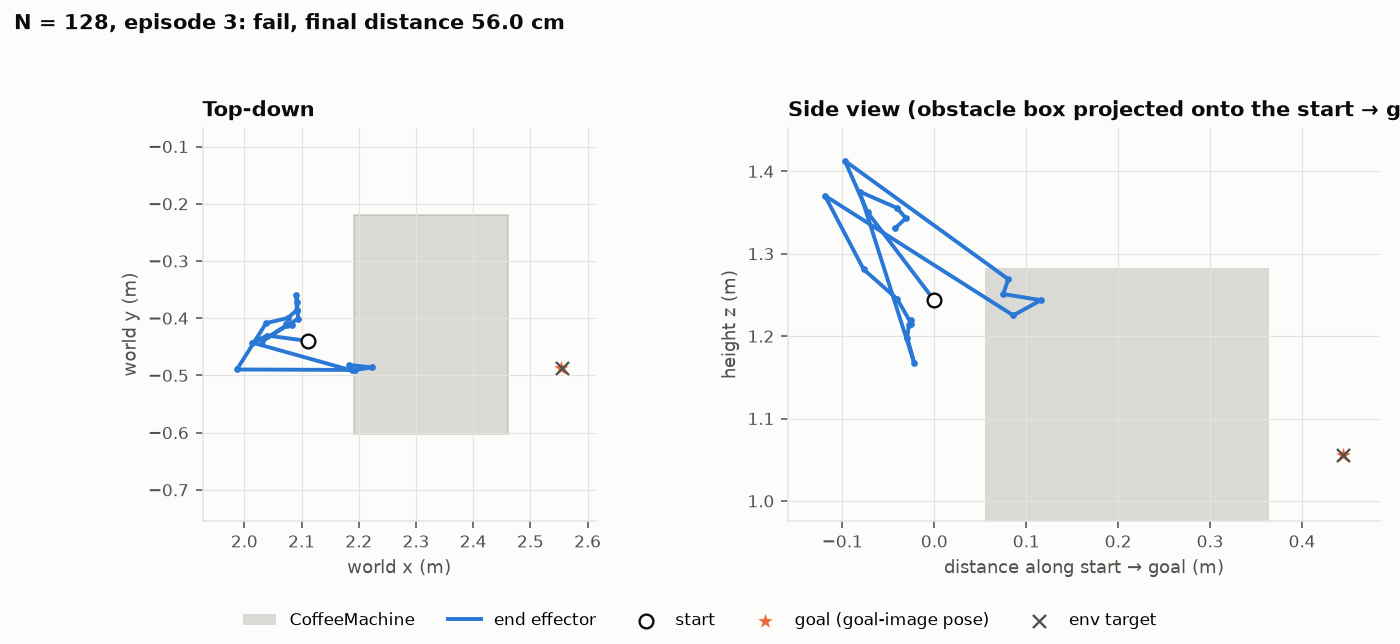 N = 128, episode 3: fail, final distance 56.0 cm
Top-down
Side view (obstacle box projected onto the start → g
−0.1
−0.2
−0.3
−0.4
−0.5
−0.6
−0.7
world y (m)
2.0 2.1 2.2 2.3 2.4 2.5 2.6
world x (m)
1.4
1.3
1.2
1.1
1.0
height z (m)
−0.1 0.0 0.1 0.2 0.3 0.4
distance along start → goal (m)
CoffeeMachine end effector start goal (goal-image pose) env target